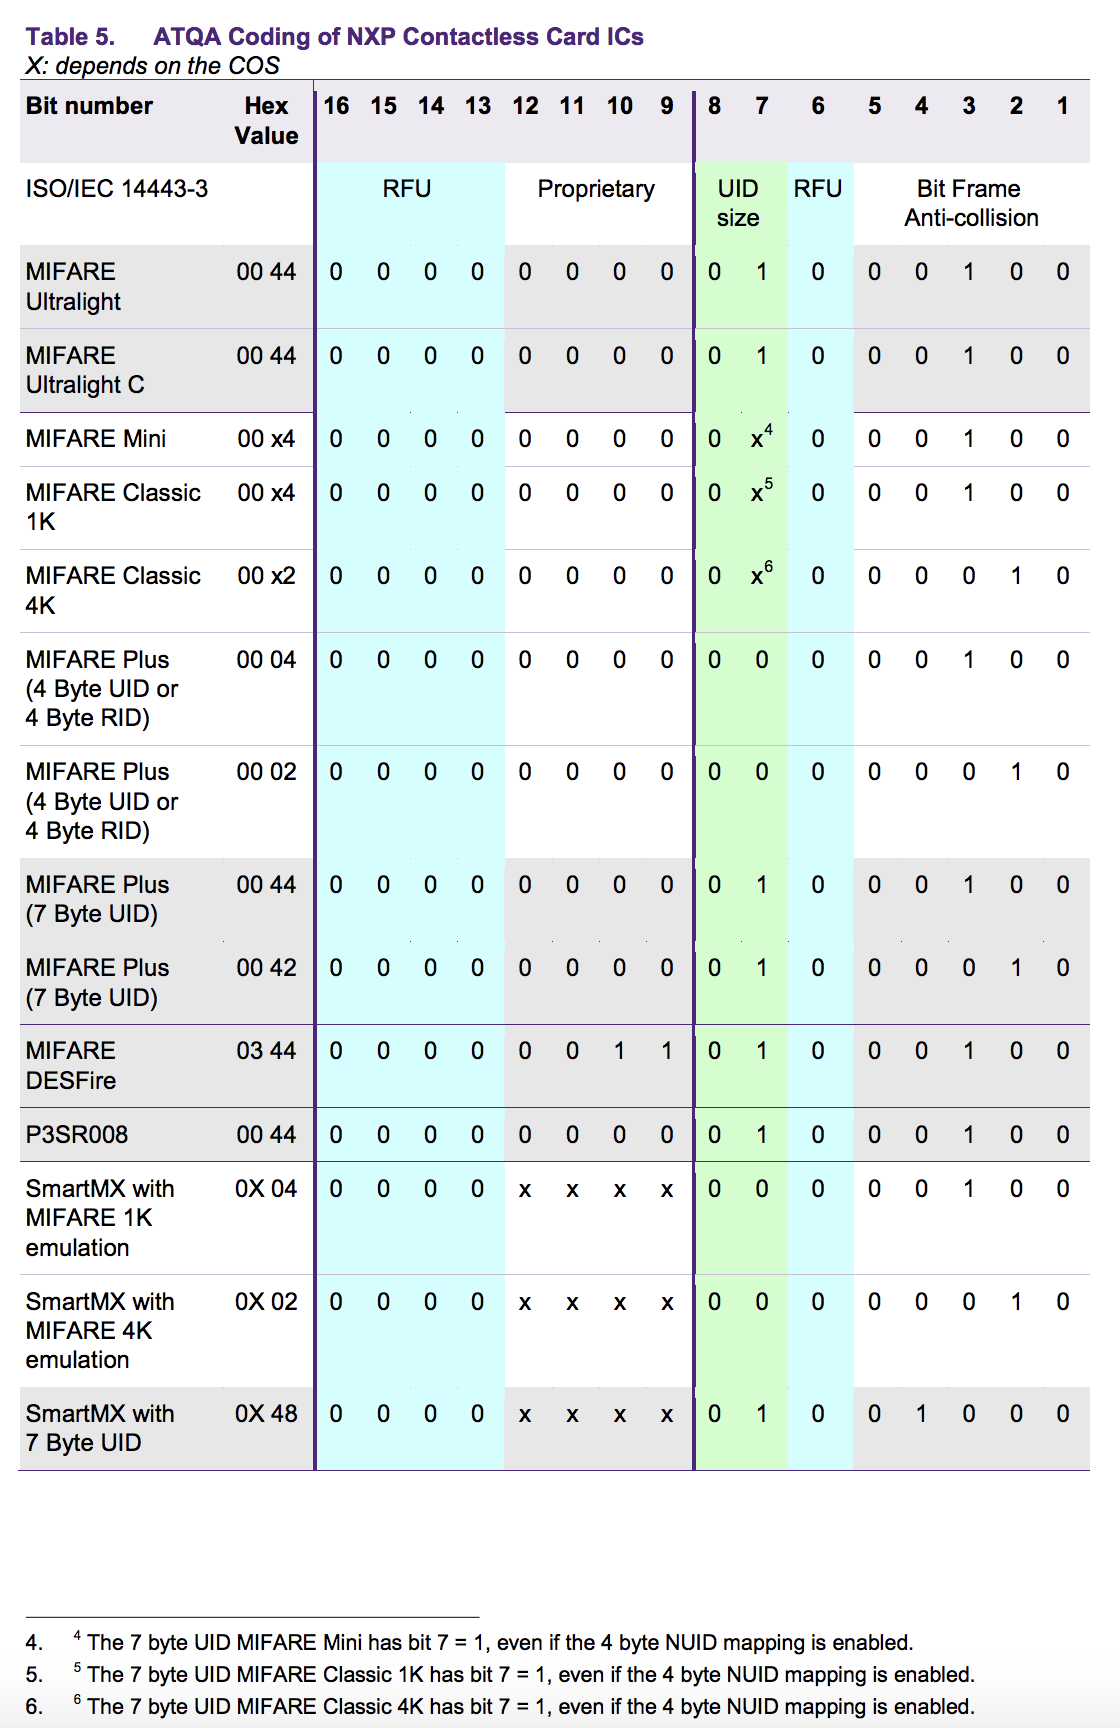 Table 5. ATQA Coding of NXP Contactless Card ICs
X: depends on the COS
Bit number Hex 16 15 14 13 12 11 10 9 8 7 6 5 4 3 2 1
Value
ISO/IEC 14443-3 RFU Proprietary UID RFU Bit Frame
size Anti-collision
MIFARE 00 44 0 0 0 0 0 0 0 0 0 1 0 0 0 1 0 0
Ultralight
MIFARE 00 44 0 0 0 0 0 0 0 0 0 1 0 0 0 1 0 0
Ultralight C
MIFARE Mini 00 x4 0 0 0 0 0 0 0 0 0 x⁴ 0 0 0 1 0 0
MIFARE Classic 00 x4 0 0 0 0 0 0 0 0 0 x⁵ 0 0 0 1 0 0
1K
MIFARE Classic 00 x2 0 0 0 0 0 0 0 0 0 x⁶ 0 0 0 0 1 0
4K
MIFARE Plus 00 04 0 0 0 0 0 0 0 0 0 0 0 0 0 1 0 0
(4 Byte UID or
4 Byte RID)
MIFARE Plus 00 02 0 0 0 0 0 0 0 0 0 0 0 0 0 0 1 0
(4 Byte UID or
4 Byte RID)
MIFARE Plus 00 44 0 0 0 0 0 0 0 0 0 1 0 0 0 1 0 0
(7 Byte UID)
MIFARE Plus 00 42 0 0 0 0 0 0 0 0 0 1 0 0 0 0 1 0
(7 Byte UID)
MIFARE 03 44 0 0 0 0 0 0 1 1 0 1 0 0 0 1 0 0
DESFire
P3SR008 00 44 0 0 0 0 0 0 0 0 0 1 0 0 0 1 0 0
SmartMX with 0X 04 0 0 0 0 x x x x 0 0 0 0 0 1 0 0
MIFARE 1K
emulation
SmartMX with 0X 02 0 0 0 0 x x x x 0 0 0 0 0 0 1 0
MIFARE 4K
emulation
SmartMX with 0X 48 0 0 0 0 x x x x 0 1 0 0 1 0 0 0
7 Byte UID
4. ⁴ The 7 byte UID MIFARE Mini has bit 7 = 1, even if the 4 byte NUID mapping is enabled.
5. ⁵ The 7 byte UID MIFARE Classic 1K has bit 7 = 1, even if the 4 byte NUID mapping is enabled.
6. ⁶ The 7 byte UID MIFARE Classic 4K has bit 7 = 1, even if the 4 byte NUID mapping is enabled.